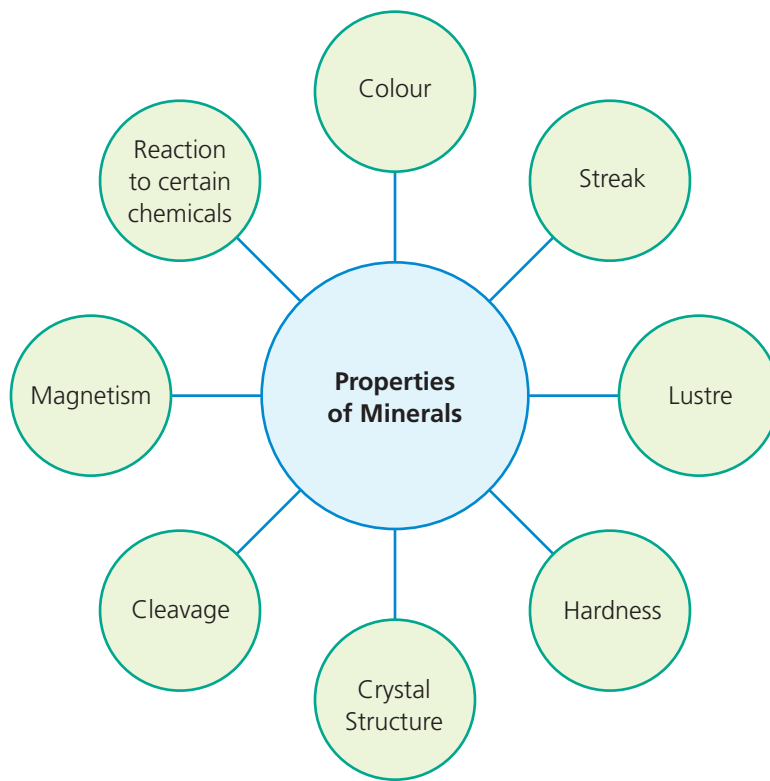 Colour
Reaction
to certain
chemicals
Streak
Magnetism
Properties
of Minerals
Lustre
Cleavage
Hardness
Crystal
Structure